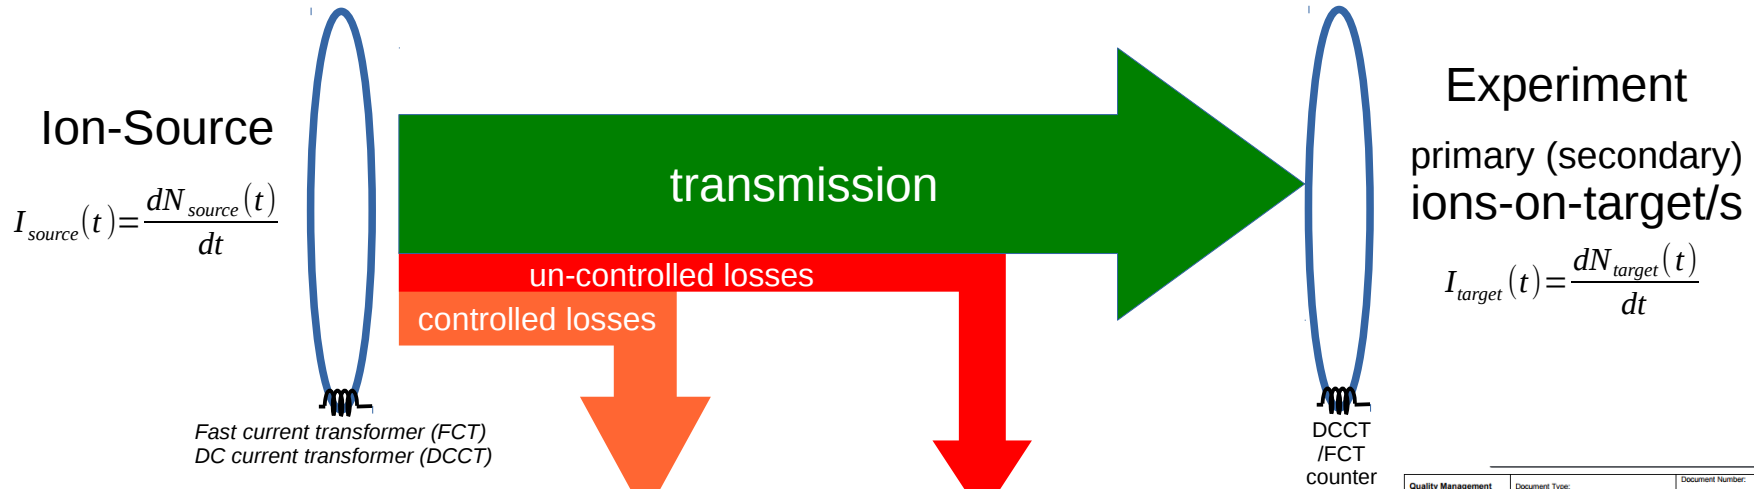 Ion-Source
I_source(t)=dN_source(t)/dt
transmission
un-controlled losses
controlled losses
Fast current transformer (FCT)
DC current transformer (DCCT)
DCCT
/FCT
counter
Experiment
primary (secondary)
ions-on-target/s
I_target(t)=dN_target(t)/dt
Quality Management
Document Type:
Document Number: